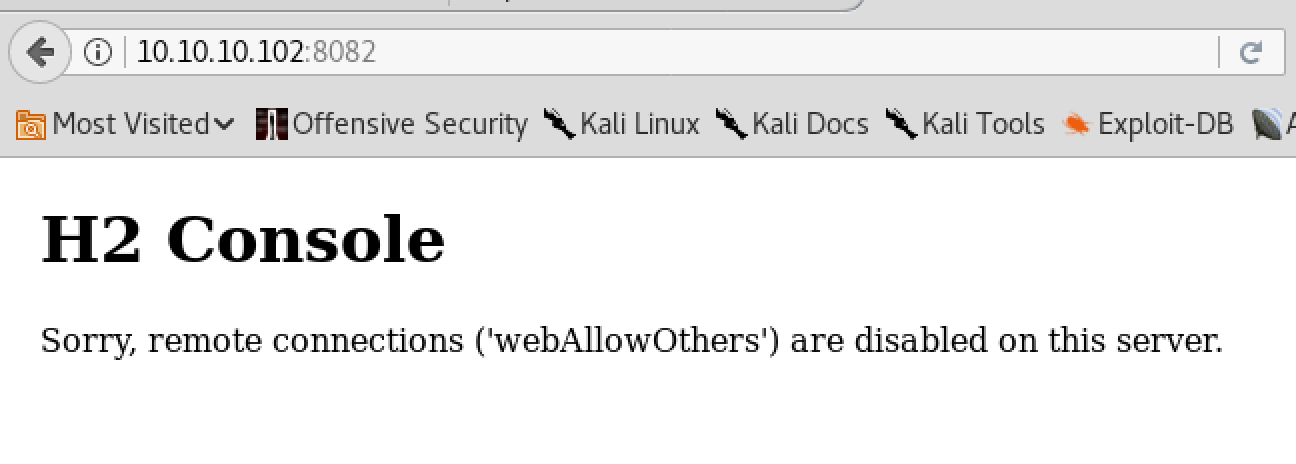 10.10.10.102:8082
Most Visited Offensive Security Kali Linux Kali Docs Kali Tools Exploit-DB A
H2 Console
Sorry, remote connections ('webAllowOthers') are disabled on this server.